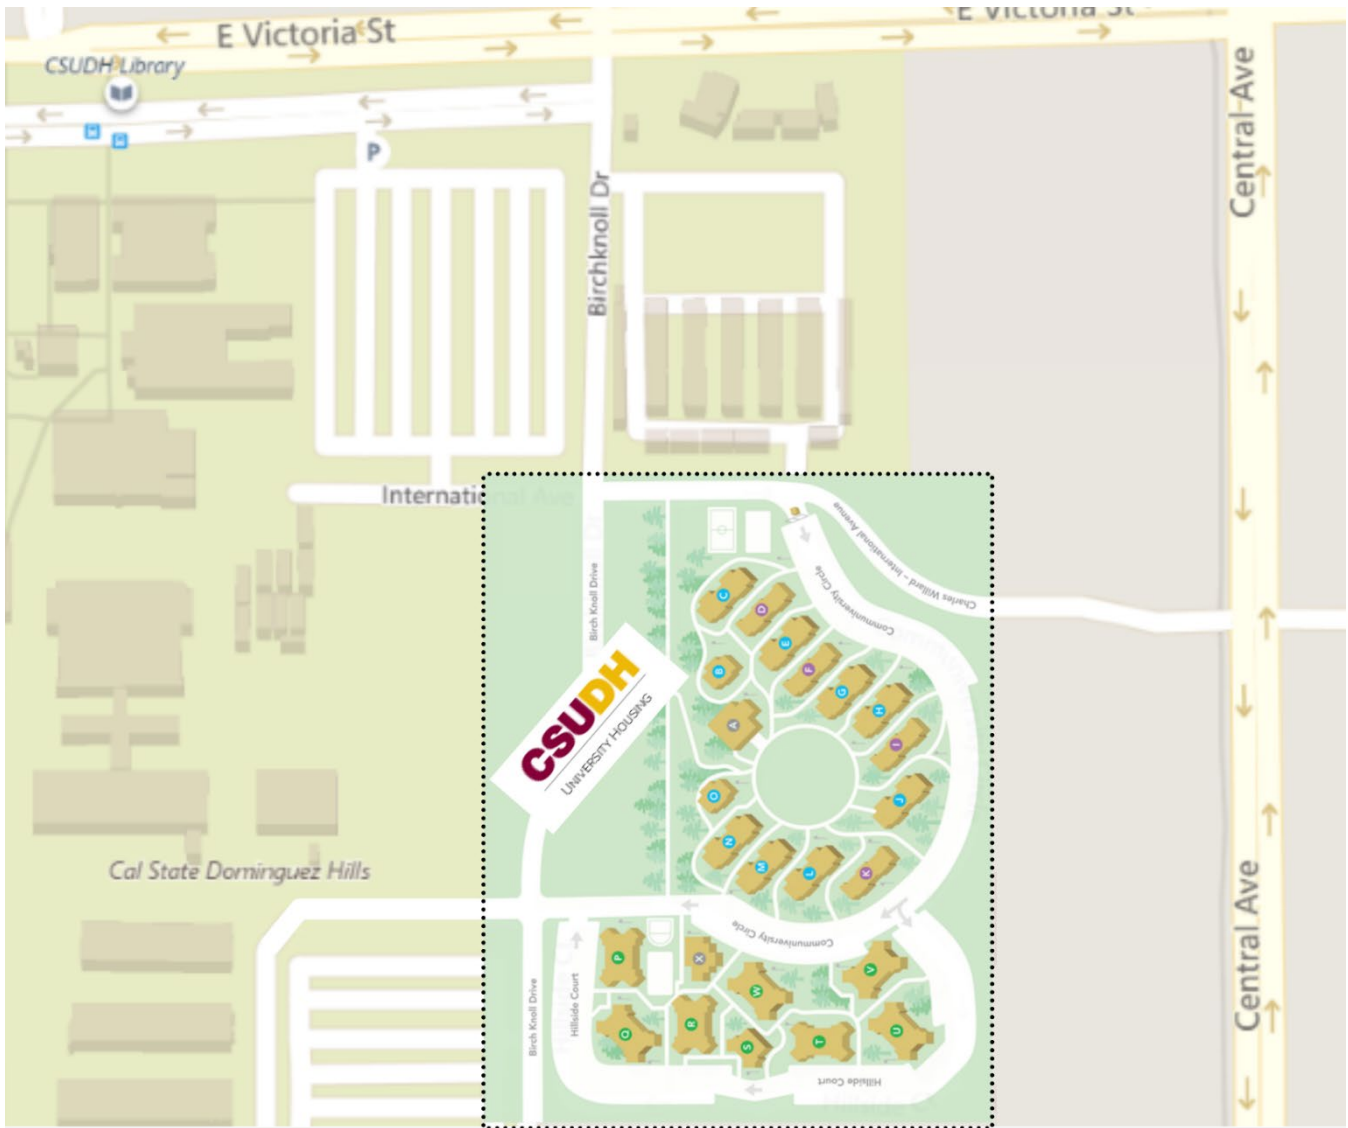 E Victoria St
E Victoria St
CSUDH Library
P
Central Ave
Birchknoll Dr
International Ave
Charles Willard - International Avenue
Communiversity Circle
Birch Knoll Drive
C
D
E
F
B
G
H
A
I
CSUDH
UNIVERSITY HOUSING
O
J
N
M
L
K
Cal State Dominguez Hills
Central Ave
Communiversity Circle
P
X
V
W
Birch Knoll Drive
Hillside Court
Q
R
S
T
U
Hillside Court